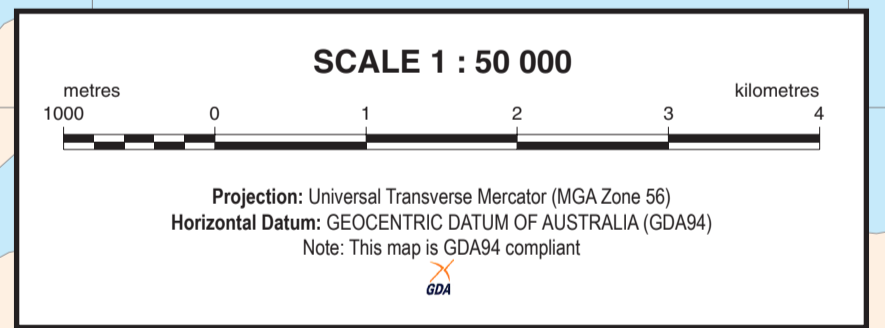 SCALE 1 : 50 000
metres kilometres
1000 0 1 2 3 4
Projection: Universal Transverse Mercator (MGA Zone 56)
Horizontal Datum: GEOCENTRIC DATUM OF AUSTRALIA (GDA94)
Note: This map is GDA94 compliant
GDA